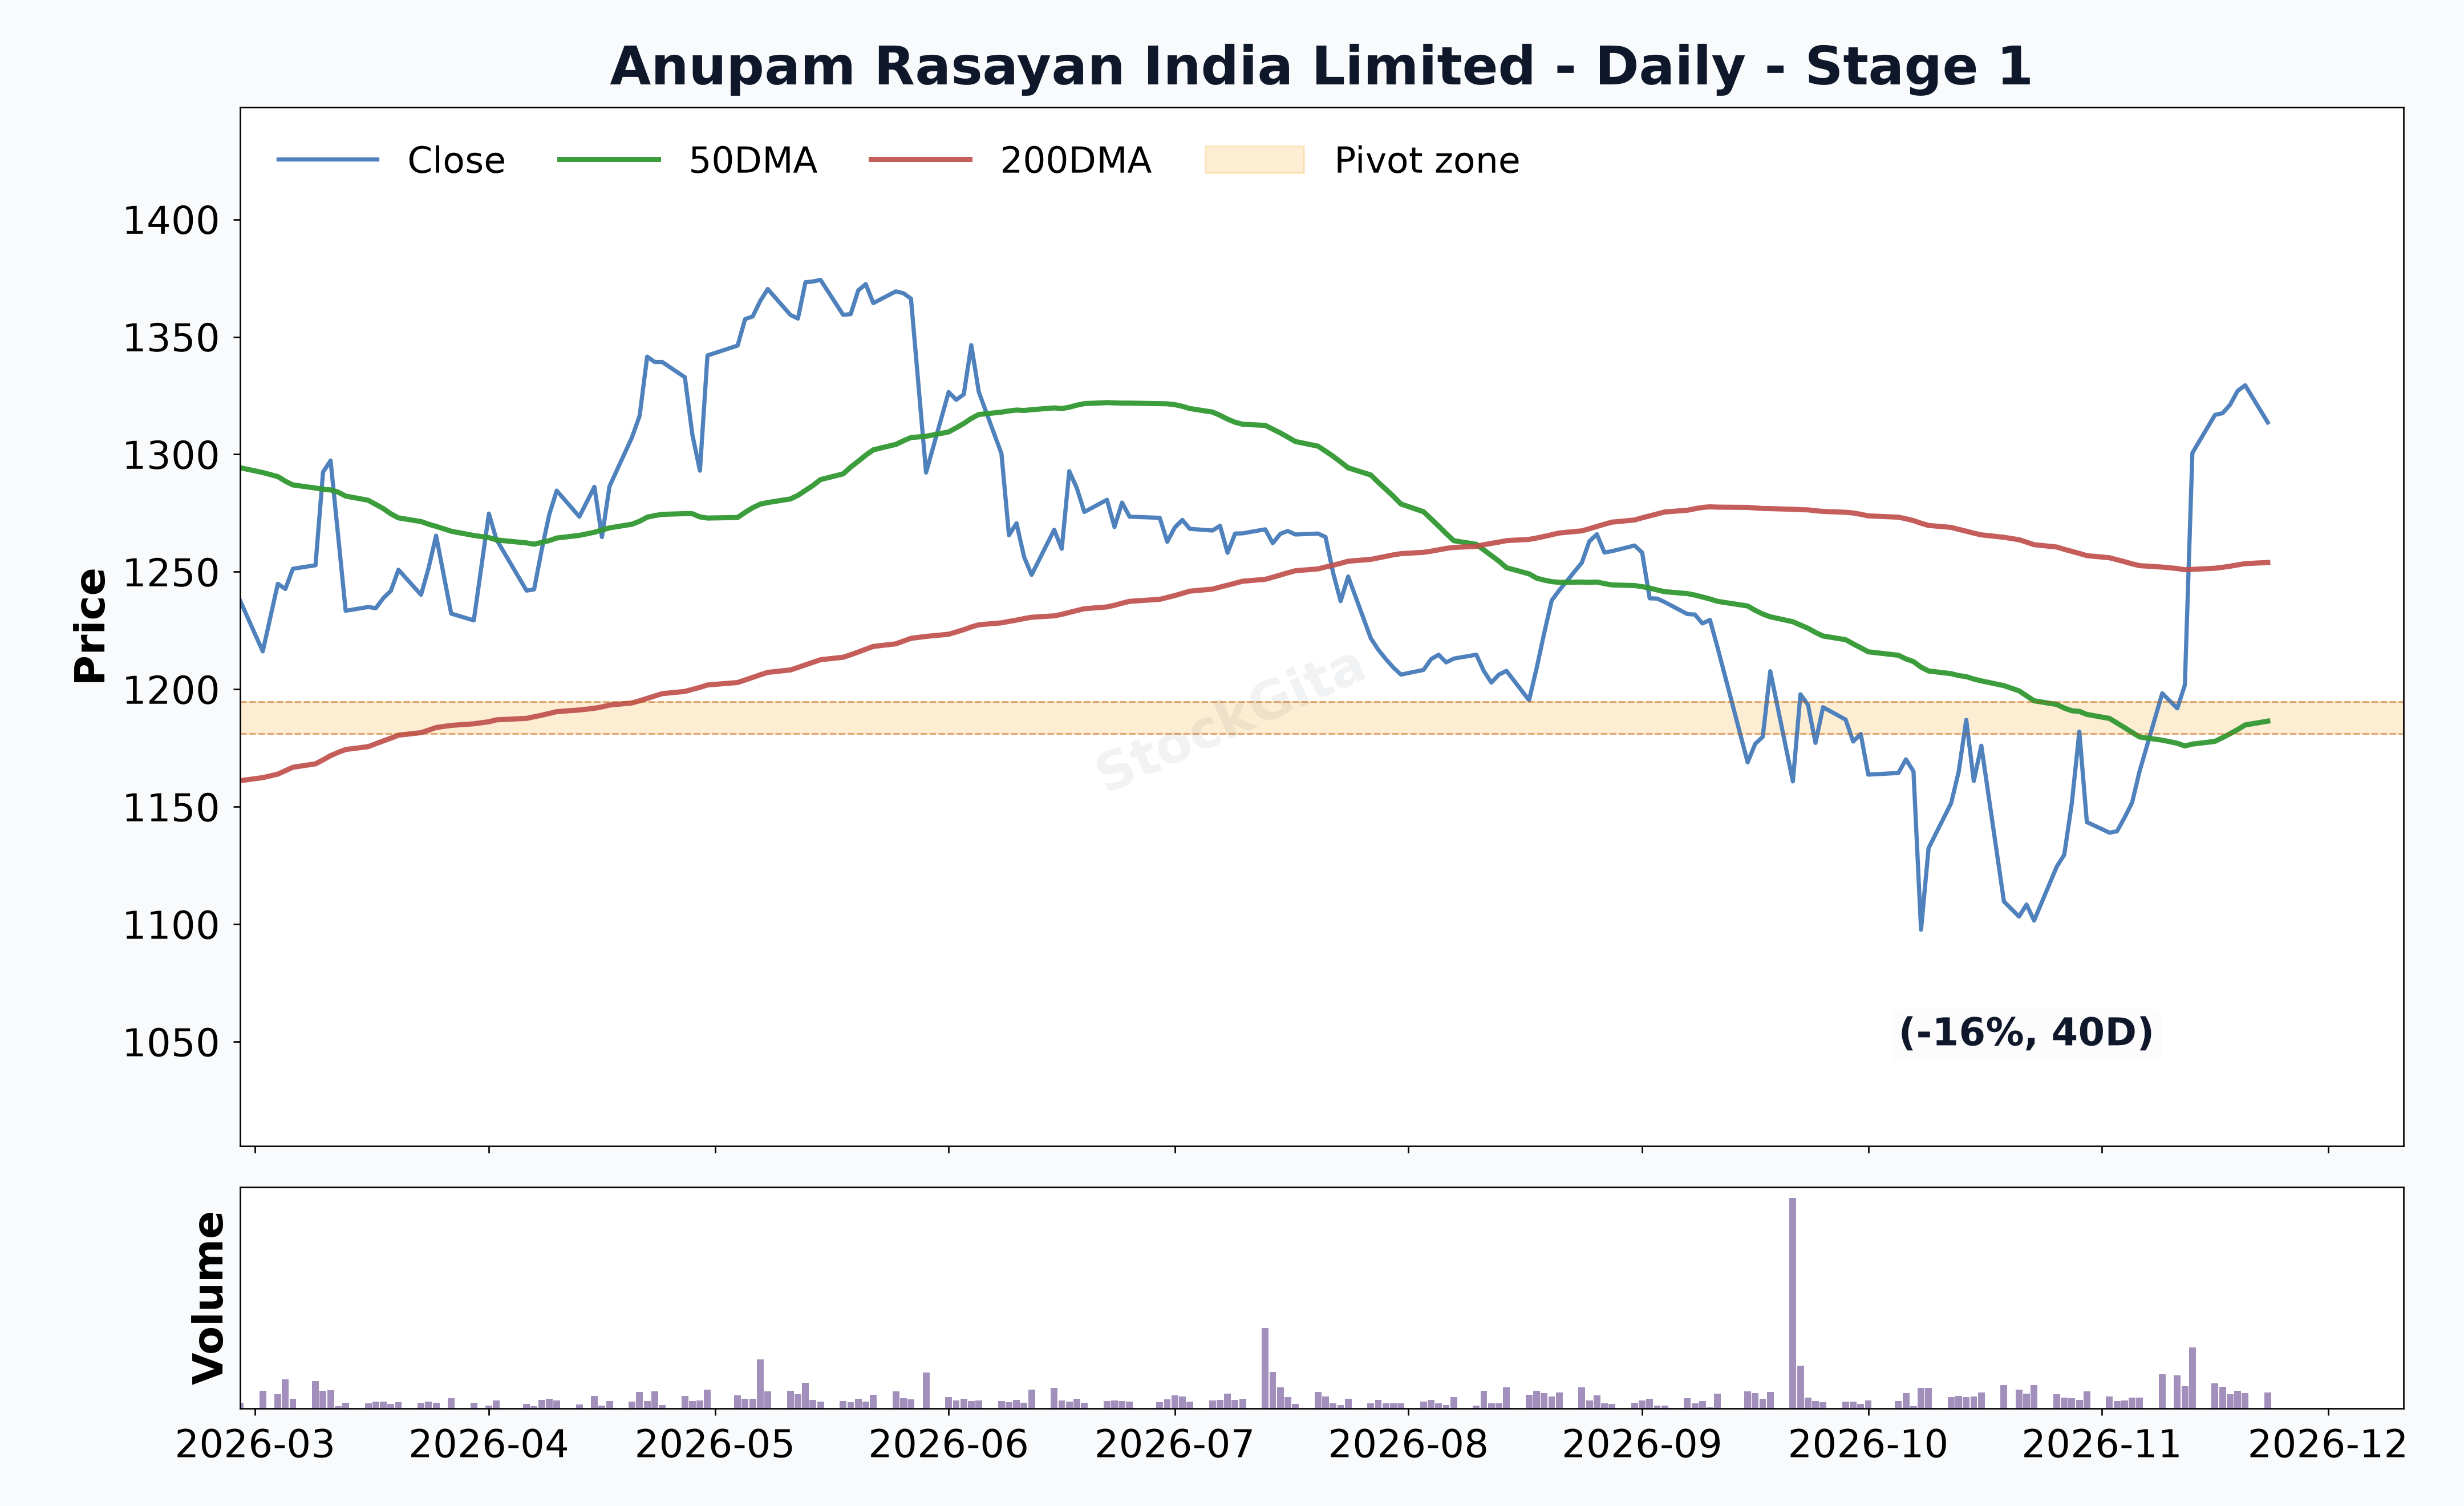 Anupam Rasayan India Limited - Daily - Stage 1
Close 50DMA 200DMA Pivot zone
1400
1350
1300
1250
1200
1150
1100
1050
Price
StockGita
(-16%, 40D)
Volume
2026-03 2026-04 2026-05 2026-06 2026-07 2026-08 2026-09 2026-10 2026-11 2026-12